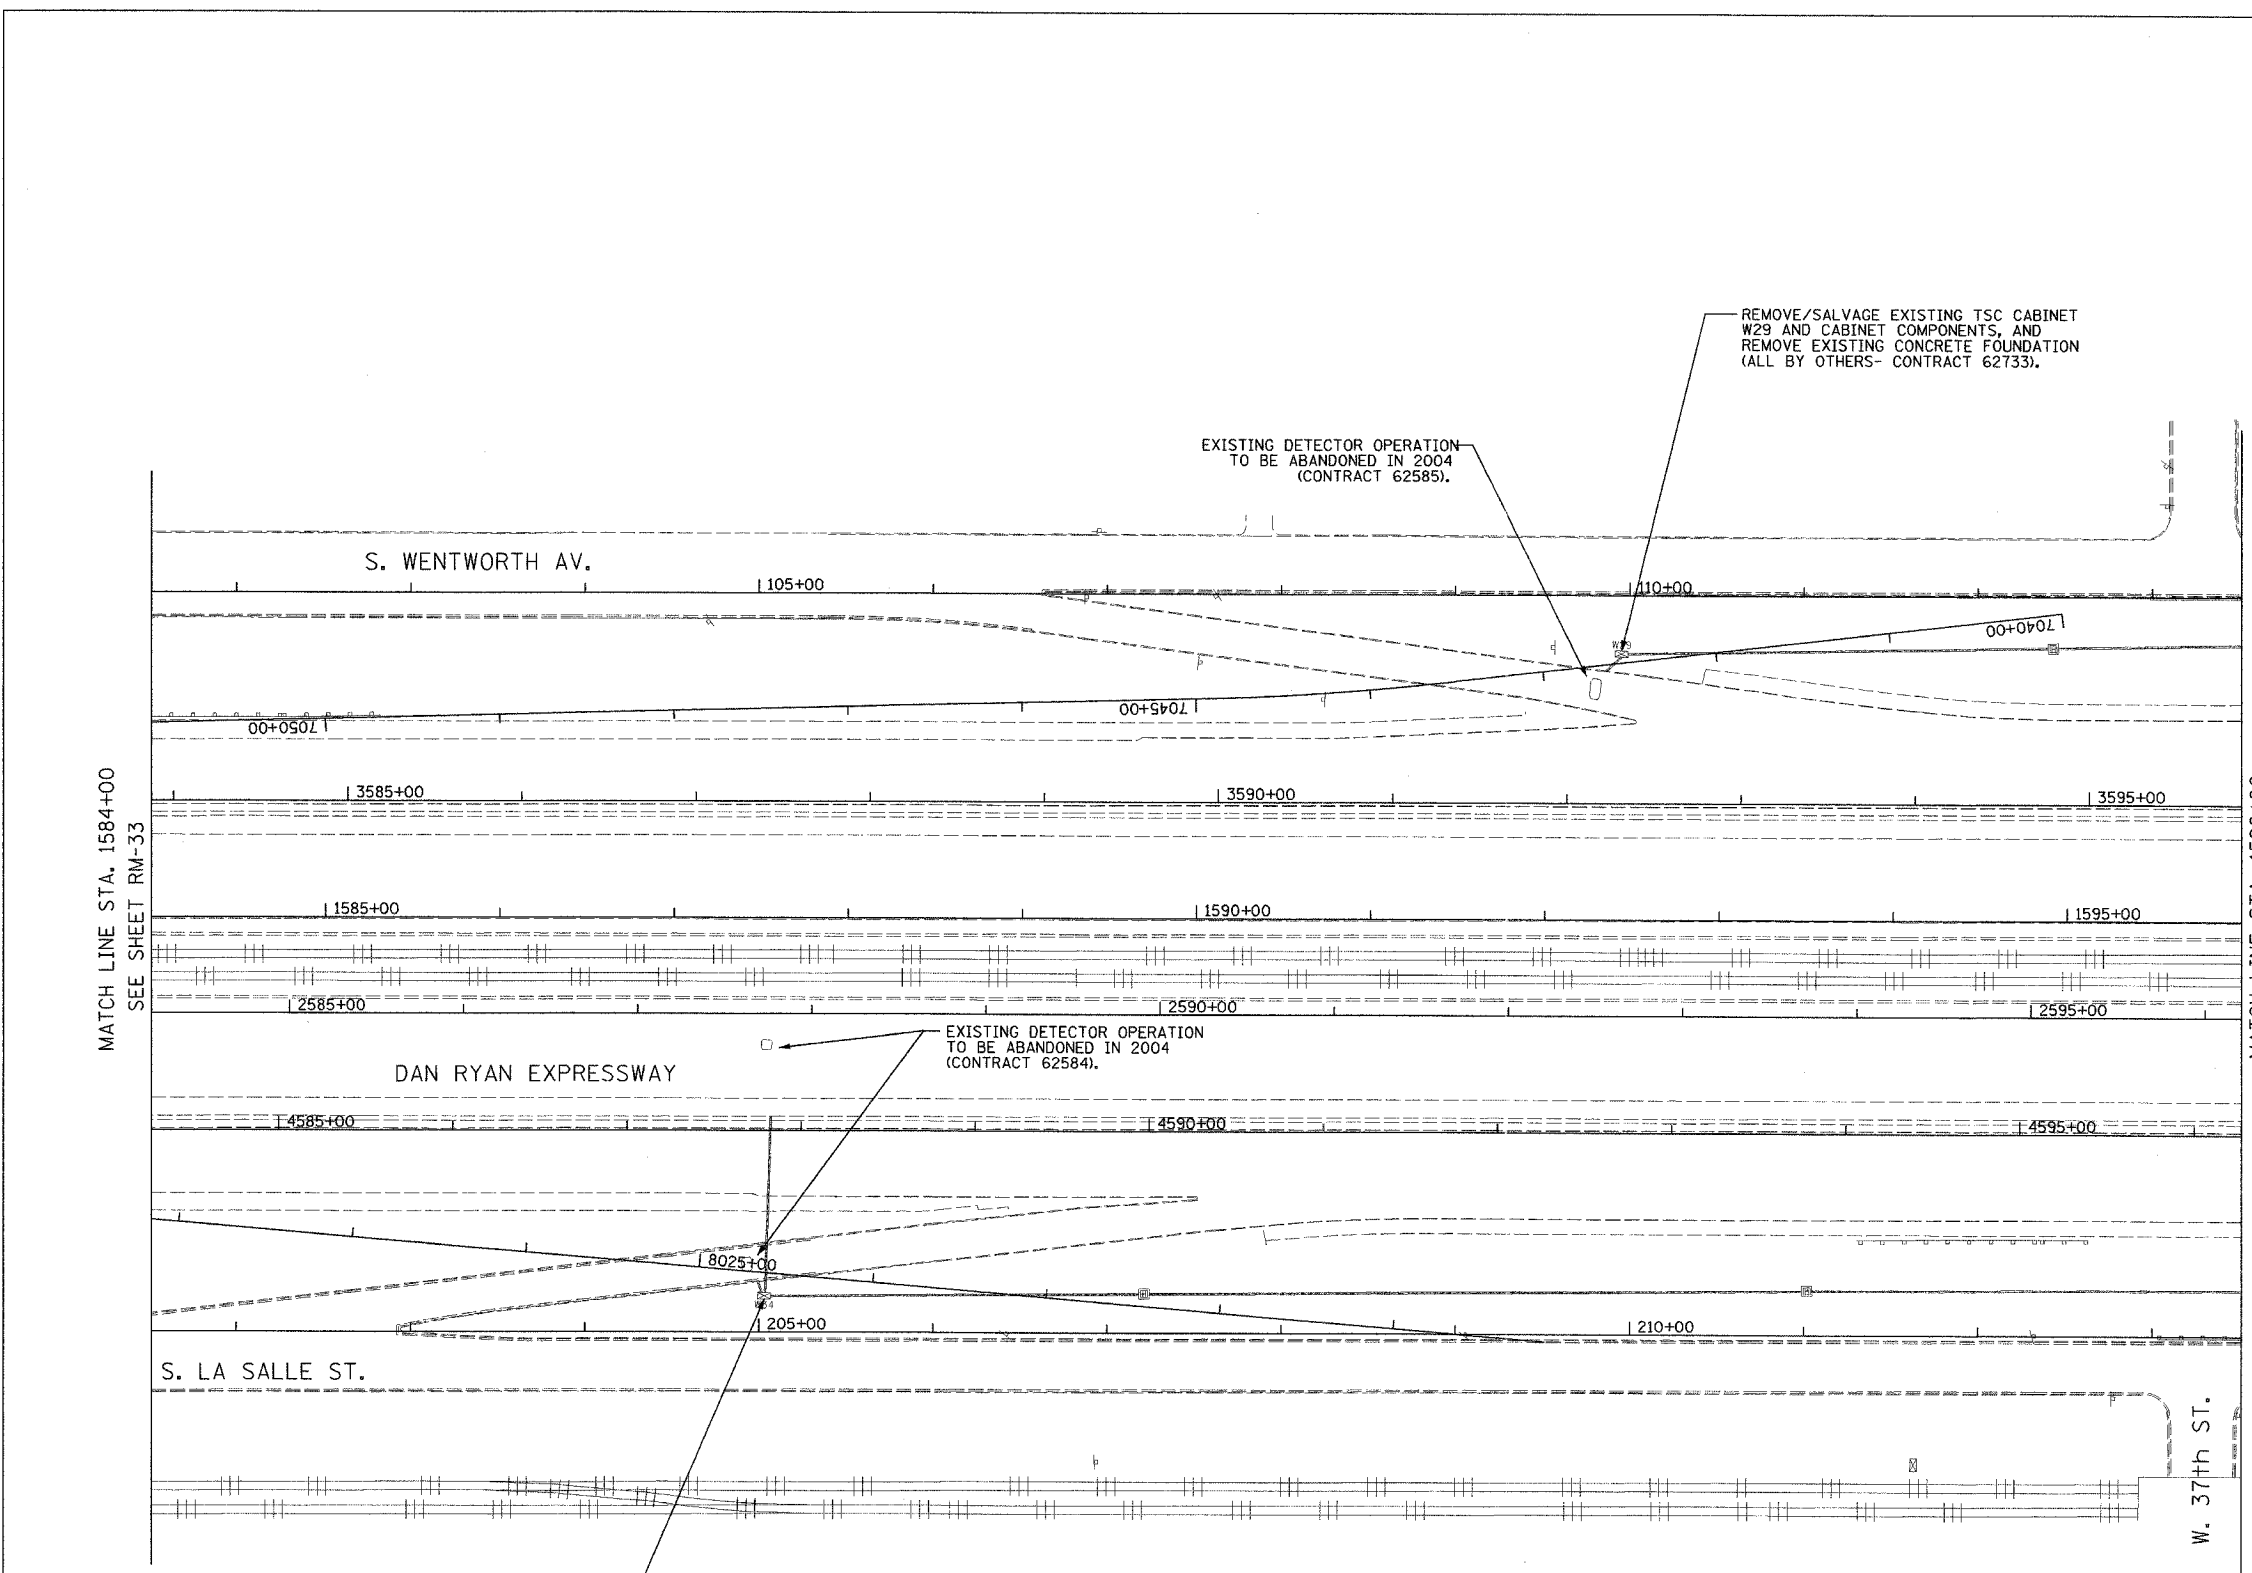 REMOVE/SALVAGE EXISTING TSC CABINET
W29 AND CABINET COMPONENTS, AND
REMOVE EXISTING CONCRETE FOUNDATION
(ALL BY OTHERS- CONTRACT 62733).
EXISTING DETECTOR OPERATION
TO BE ABANDONED IN 2004
(CONTRACT 62585).
S. WENTWORTH AV.
105+00
110+00
7040+00
7045+00
7050+00
MATCH LINE STA. 1584+00
SEE SHEET RM-33
3585+00
3590+00
3595+00
1585+00
1590+00
1595+00
2585+00
2590+00
2595+00
EXISTING DETECTOR OPERATION
TO BE ABANDONED IN 2004
(CONTRACT 62584).
DAN RYAN EXPRESSWAY
4585+00
4590+00
4595+00
8025+00
205+00
210+00
S. LA SALLE ST.
W. 37th ST.